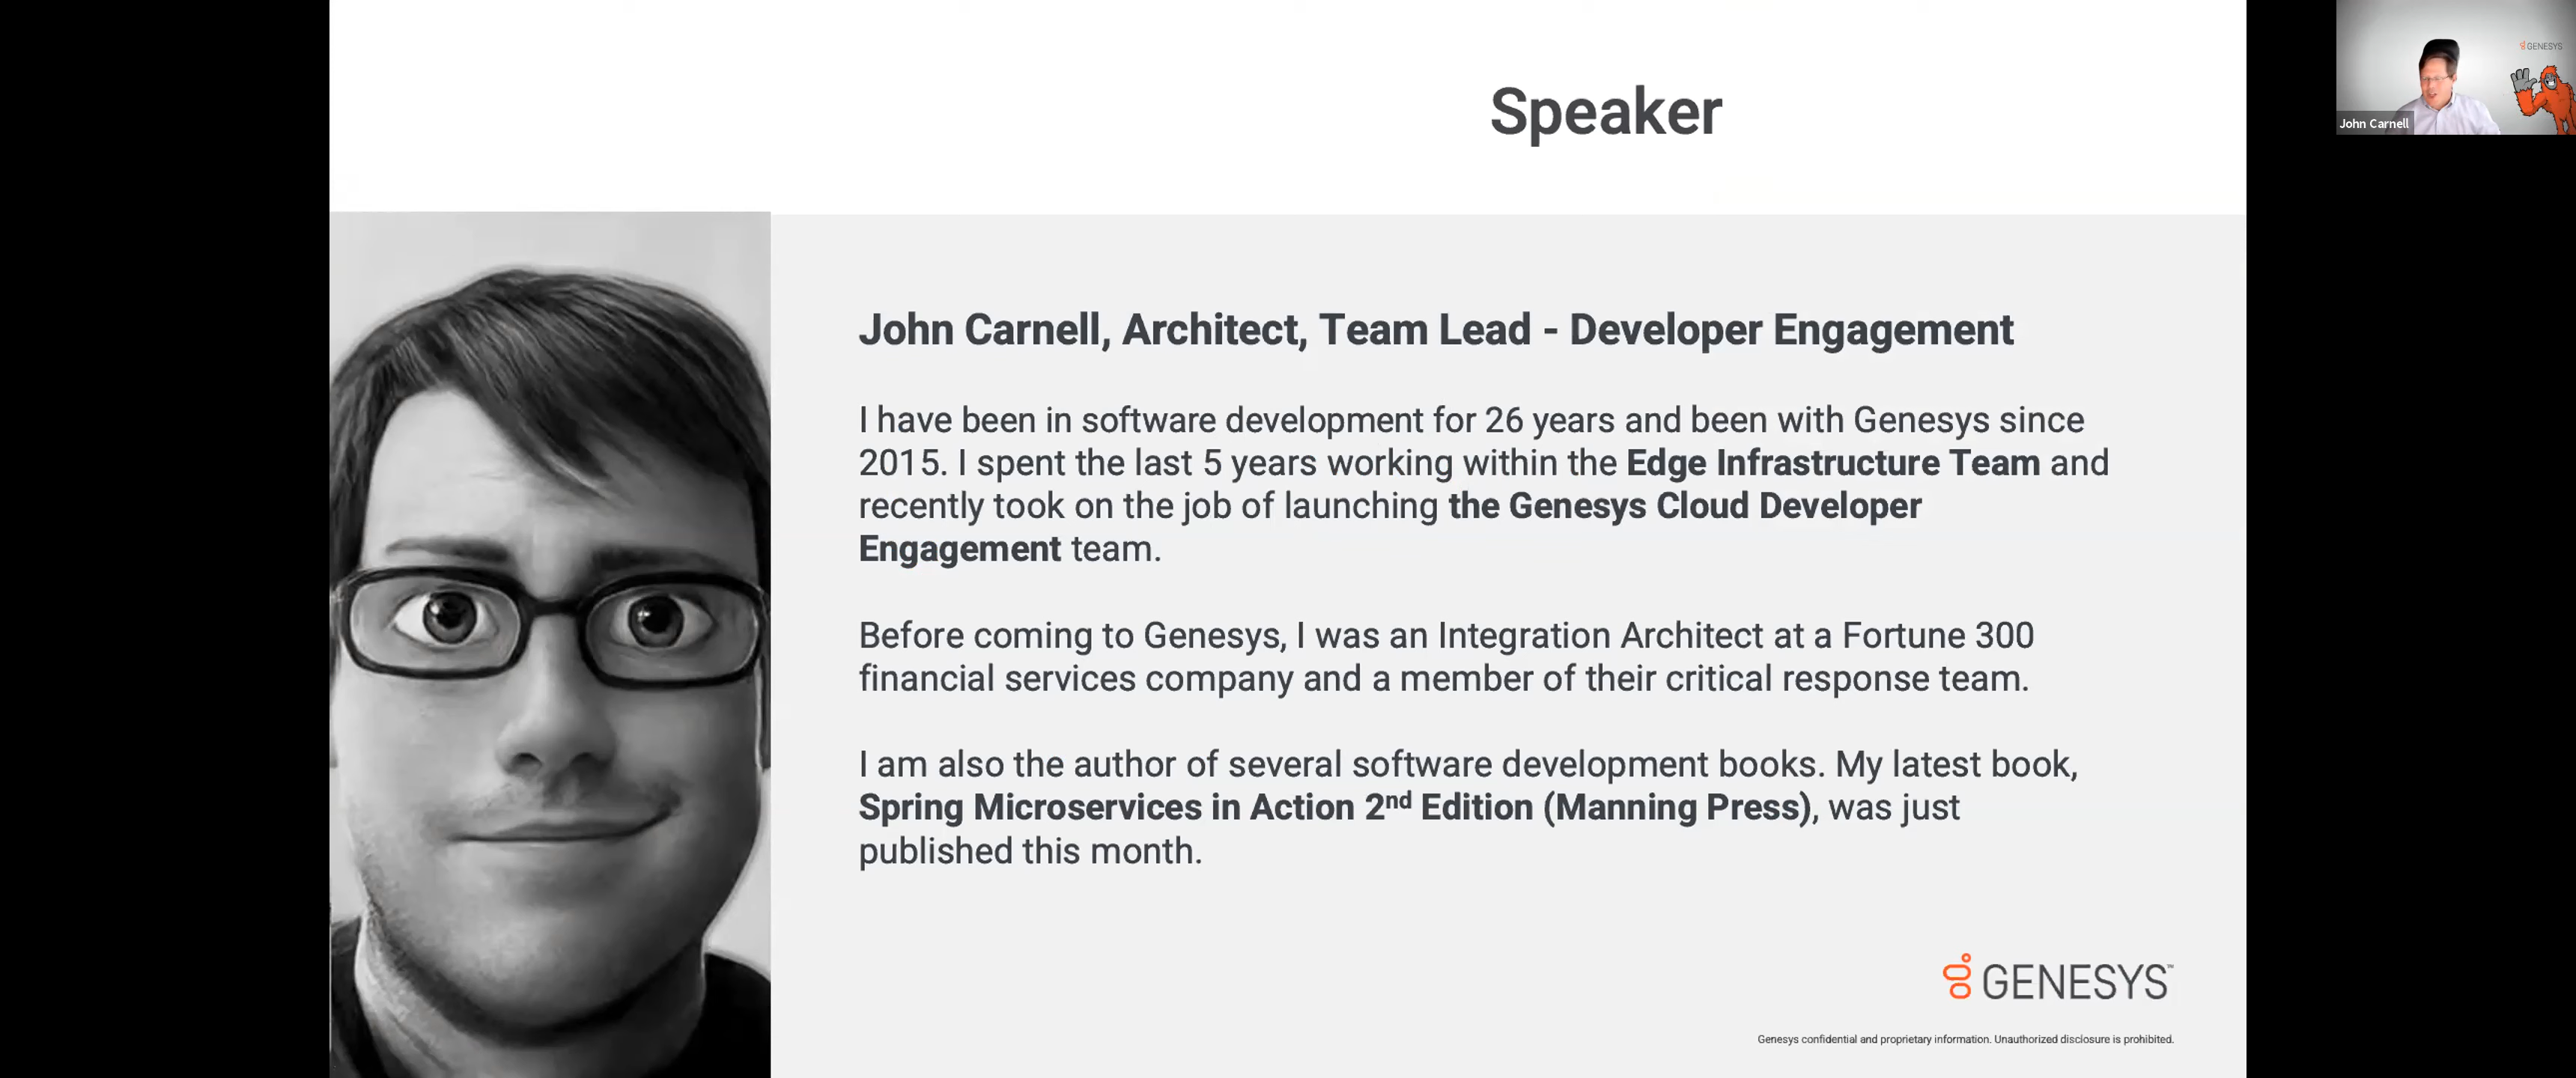 Speaker
GENESYS
John Carnell
John Carnell, Architect, Team Lead - Developer Engagement
I have been in software development for 26 years and been with Genesys since
2015. I spent the last 5 years working within the Edge Infrastructure Team and
recently took on the job of launching the Genesys Cloud Developer
Engagement team.
Before coming to Genesys, I was an Integration Architect at a Fortune 300
financial services company and a member of their critical response team.
I am also the author of several software development books. My latest book,
Spring Microservices in Action 2nd Edition (Manning Press), was just
published this month.
GENESYS™
Genesys confidential and proprietary information. Unauthorized disclosure is prohibited.